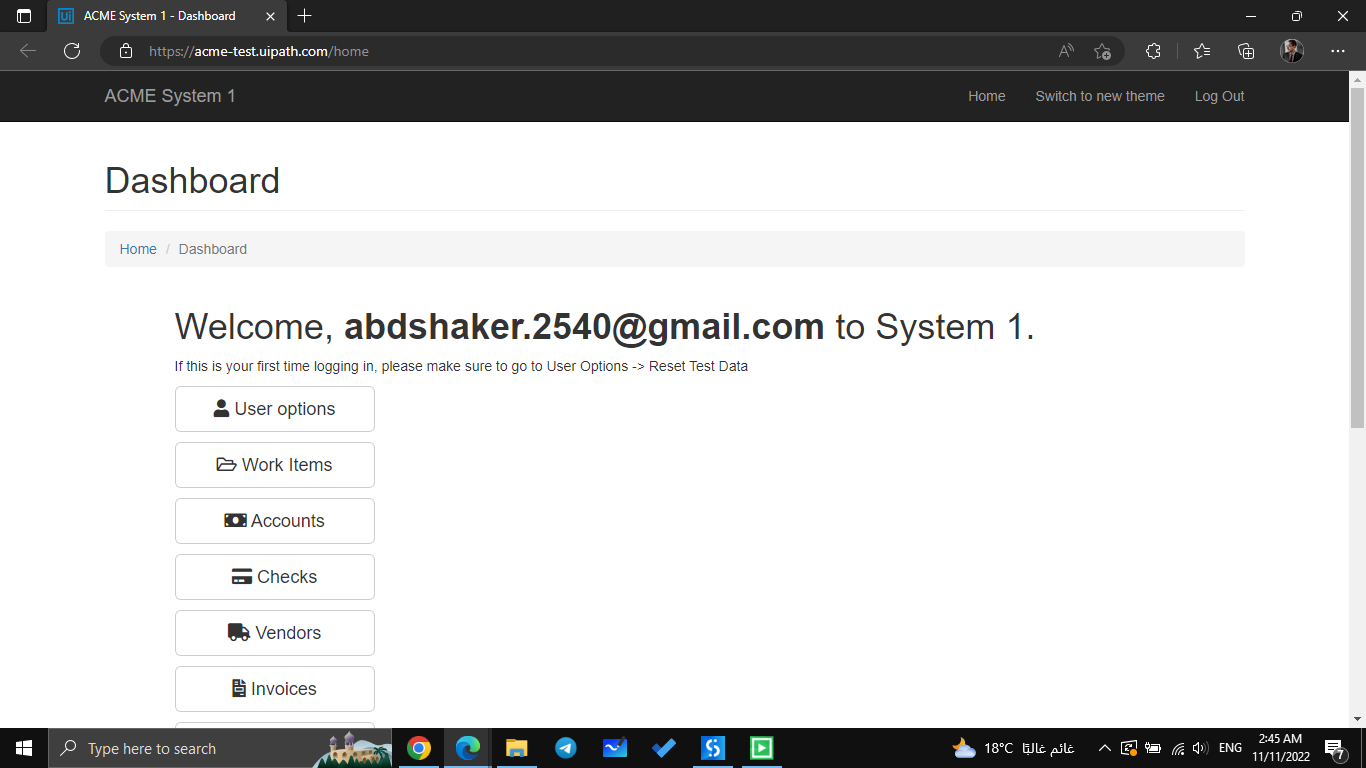 ACME System 1 - Dashboard
https://acme-test.uipath.com/home
ACME System 1
Home
Switch to new theme
Log Out
Dashboard
Home / Dashboard
Welcome, abdshaker.2540@gmail.com to System 1.
If this is your first time logging in, please make sure to go to User Options -> Reset Test Data
User options
Work Items
Accounts
Checks
Vendors
Invoices
Type here to search
18°C غائم غالبًا
ENG
2:45 AM
11/11/2022
7